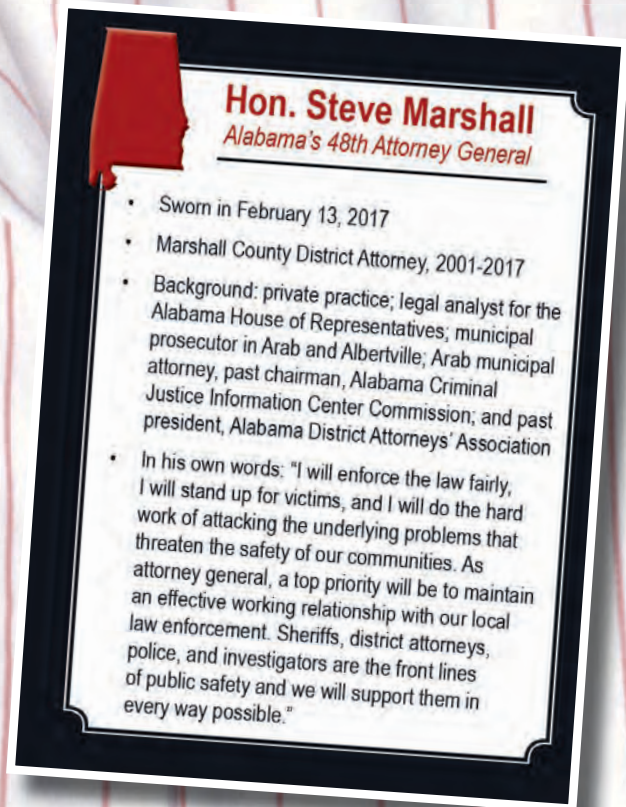 Hon. Steve Marshall
Alabama's 48th Attorney General
• Sworn in February 13, 2017
• Marshall County District Attorney, 2001-2017
• Background: private practice; legal analyst for the
Alabama House of Representatives; municipal
prosecutor in Arab and Albertville; Arab municipal
attorney, past chairman, Alabama Criminal
Justice Information Center Commission; and past
president, Alabama District Attorneys' Association
• In his own words: "I will enforce the law fairly,
I will stand up for victims, and I will do the hard
work of attacking the underlying problems that
threaten the safety of our communities. As
attorney general, a top priority will be to maintain
an effective working relationship with our local
law enforcement. Sheriffs, district attorneys,
police, and investigators are the front lines
of public safety and we will support them in
every way possible."